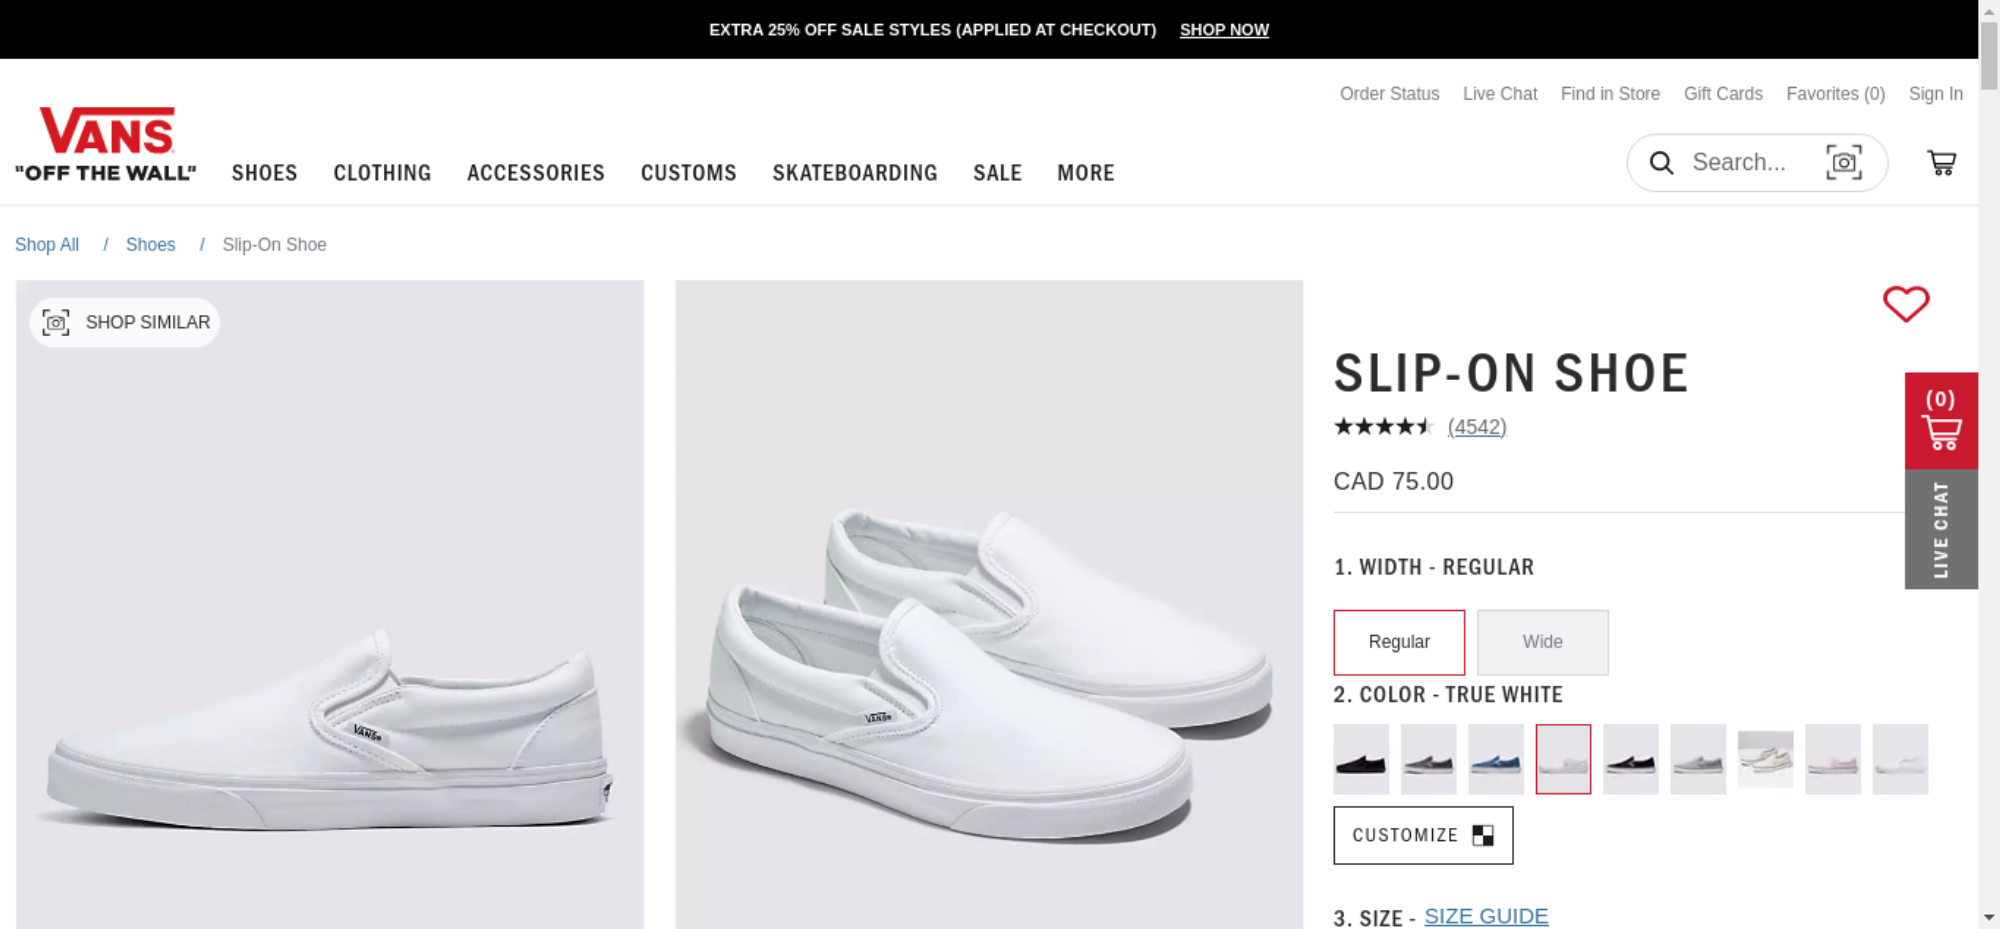 EXTRA 25% OFF SALE STYLES (APPLIED AT CHECKOUT) SHOP NOW
Order Status Live Chat Find in Store Gift Cards Favorites (0) Sign In
VANS
"OFF THE WALL"
SHOES CLOTHING ACCESSORIES CUSTOMS SKATEBOARDING SALE MORE
Search...
Shop All / Shoes / Slip-On Shoe
SHOP SIMILAR
VANS
VANS
SLIP-ON SHOE
(4542)
CAD 75.00
(0)
LIVE CHAT
1. WIDTH - REGULAR
Regular Wide
2. COLOR - TRUE WHITE
CUSTOMIZE
3. SIZE - SIZE GUIDE